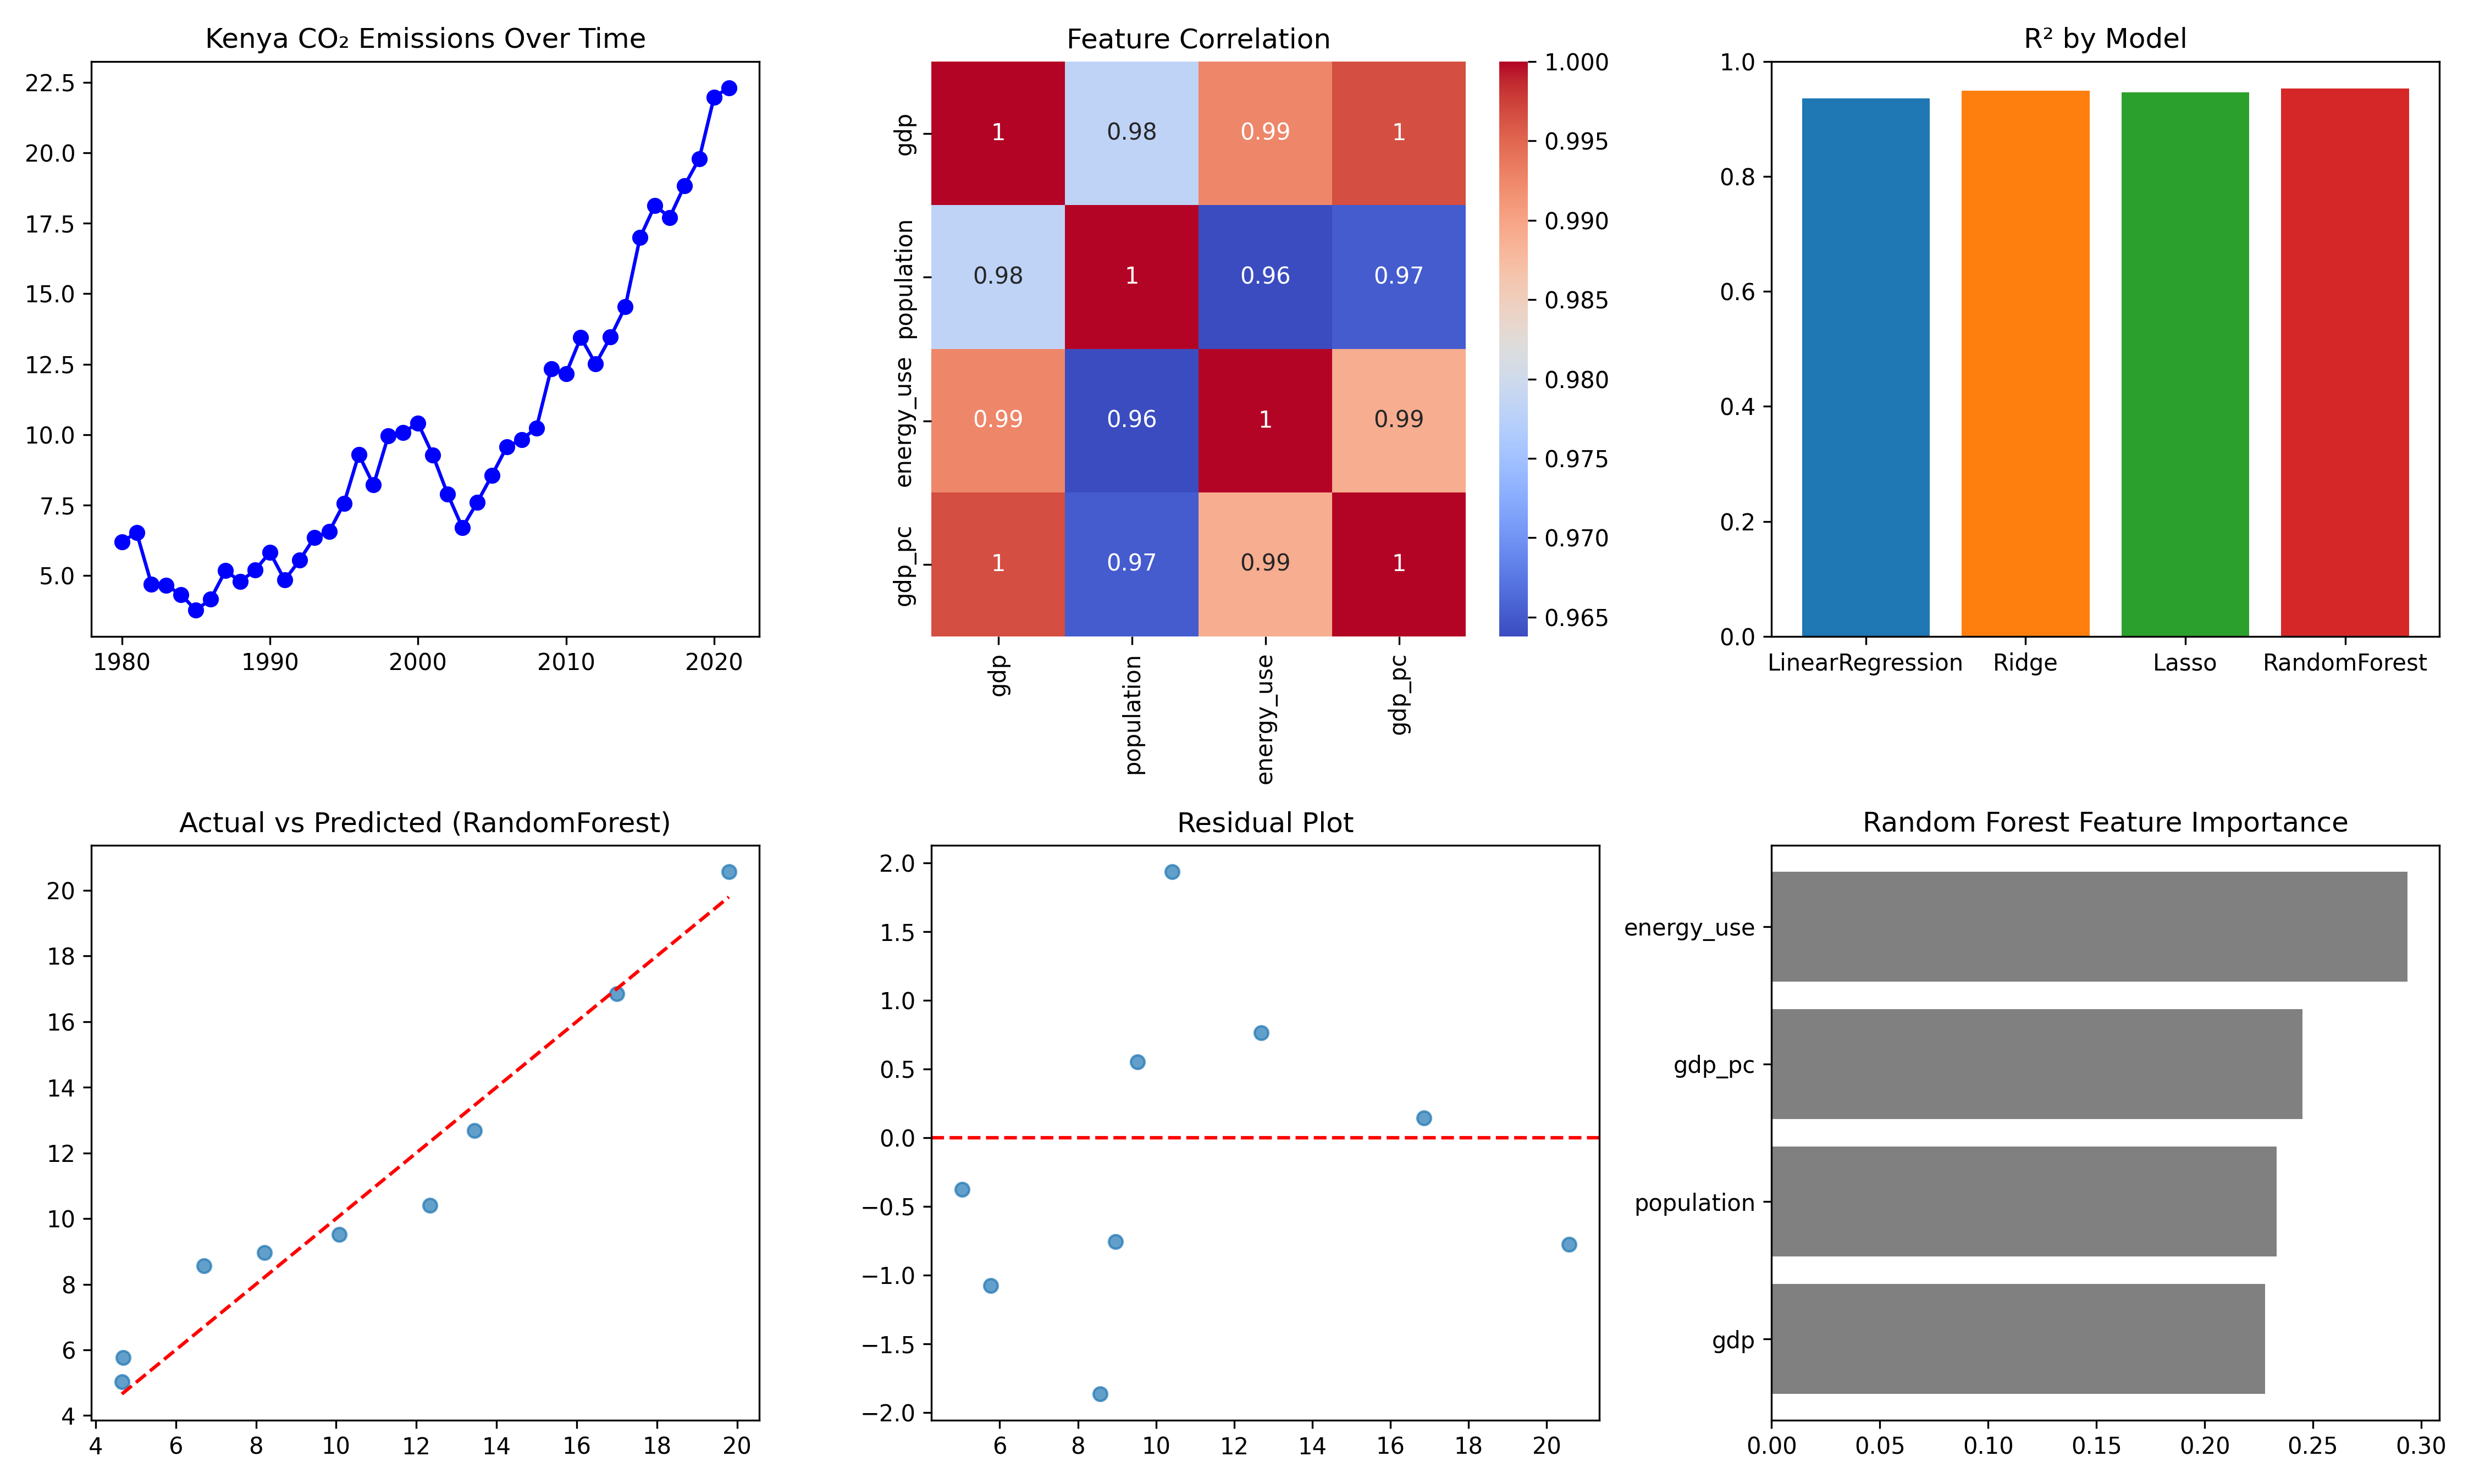 Kenya CO₂ Emissions Over Time
22.5
20.0
17.5
15.0
12.5
10.0
7.5
5.0
1980 1990 2000 2010 2020
Feature Correlation
gdp
population
energy_use
gdp_pc
1 0.98 0.99 1
0.98 1 0.96 0.97
0.99 0.96 1 0.99
1 0.97 0.99 1
gdp
population
energy_use
gdp_pc
1.000
0.995
0.990
0.985
0.980
0.975
0.970
0.965
R² by Model
1.0
0.8
0.6
0.4
0.2
0.0
LinearRegression Ridge Lasso RandomForest
Actual vs Predicted (RandomForest)
20
18
16
14
12
10
8
6
4
4 6 8 10 12 14 16 18 20
Residual Plot
2.0
1.5
1.0
0.5
0.0
−0.5
−1.0
−1.5
−2.0
6 8 10 12 14 16 18 20
Random Forest Feature Importance
energy_use
gdp_pc
population
gdp
0.00 0.05 0.10 0.15 0.20 0.25 0.30